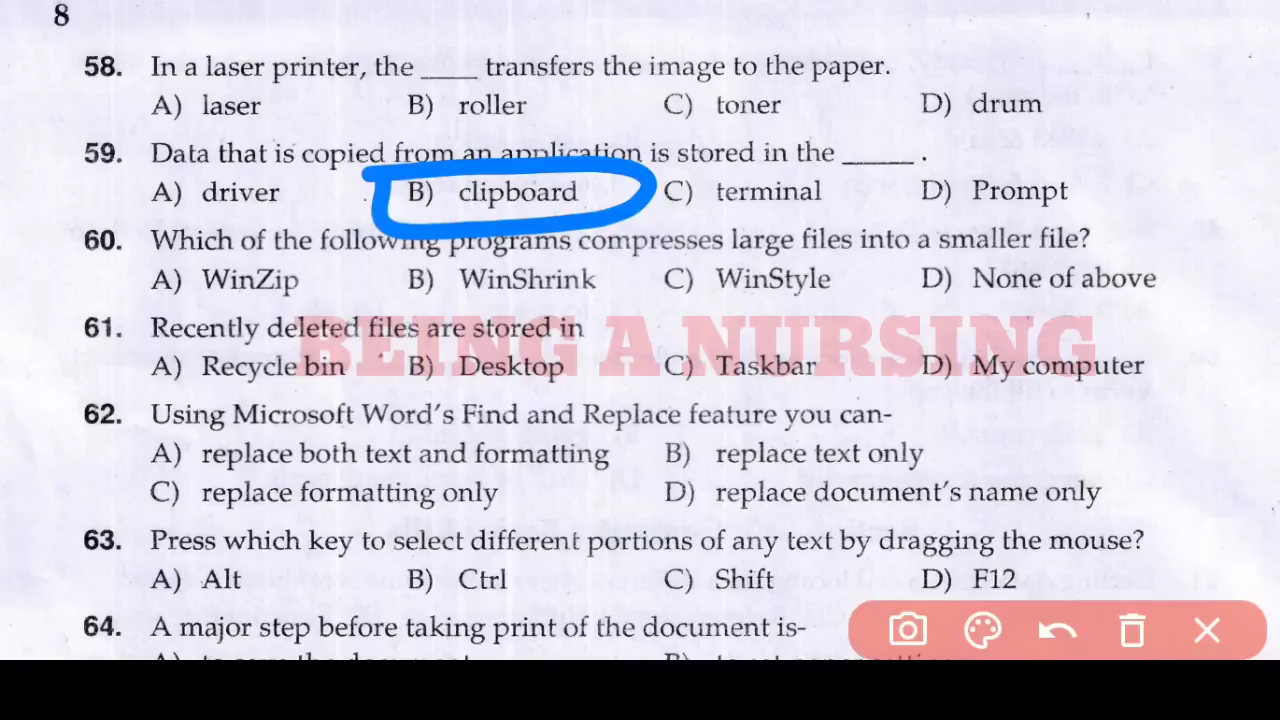 8
58. In a laser printer, the ____ transfers the image to the paper.
A) laser B) roller C) toner D) drum
59. Data that is copied from an application is stored in the _____ .
A) driver B) clipboard C) terminal D) Prompt
60. Which of the following programs compresses large files into a smaller file?
A) WinZip B) WinShrink C) WinStyle D) None of above
61. Recently deleted files are stored in
BEING A NURSING
A) Recycle bin B) Desktop C) Taskbar D) My computer
62. Using Microsoft Word's Find and Replace feature you can-
A) replace both text and formatting B) replace text only
C) replace formatting only D) replace document's name only
63. Press which key to select different portions of any text by dragging the mouse?
A) Alt B) Ctrl C) Shift D) F12
64. A major step before taking print of the document is-